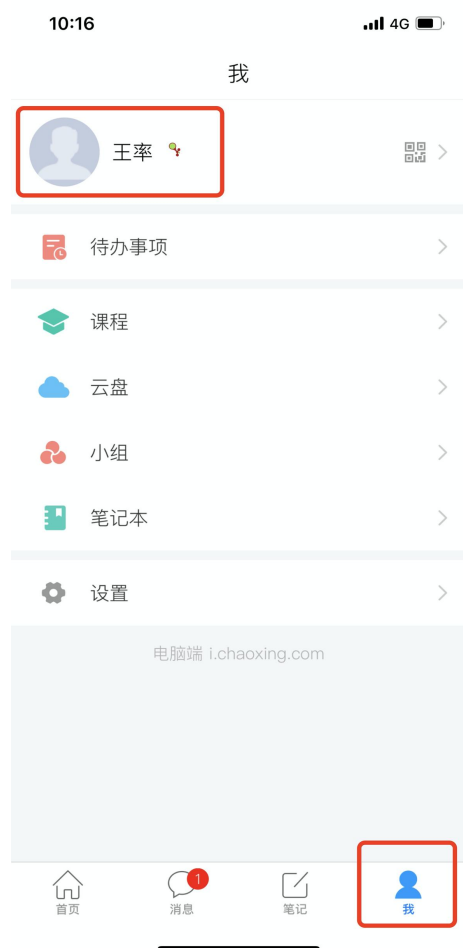 10:16
4G
我
王率
待办事项
课程
云盘
小组
笔记本
设置
电脑端 i.chaoxing.com
1
首页
消息
笔记
我